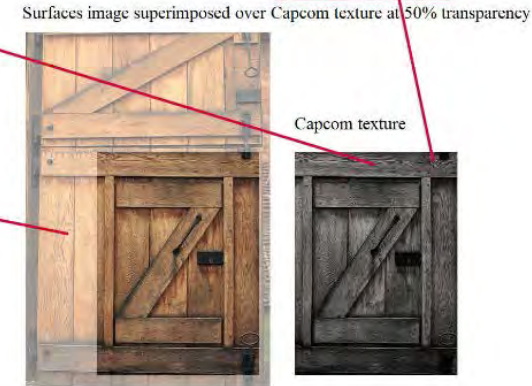 Surfaces image superimposed over Capcom texture at 50% transparency
Capcom texture